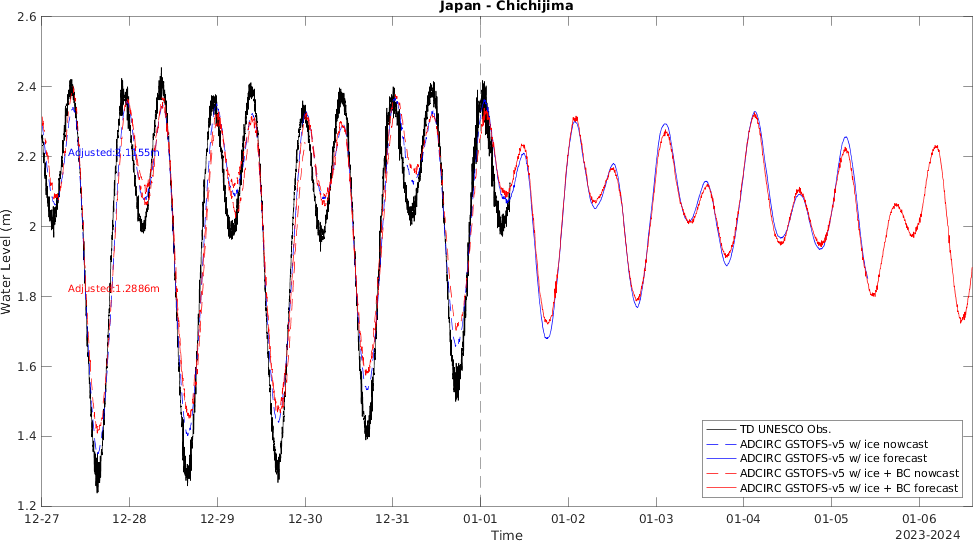 Japan - Chichijima
2.6
2.4
2.2
2
1.8
1.6
1.4
1.2
Water Level (m)
Adjusted:1.2886m
TD UNESCO Obs.
ADCIRC GSTOFS-v5 w/ ice nowcast
ADCIRC GSTOFS-v5 w/ ice forecast
ADCIRC GSTOFS-v5 w/ ice + BC nowcast
ADCIRC GSTOFS-v5 w/ ice + BC forecast
12-27 12-28 12-29 12-30 12-31 01-01 01-02 01-03 01-04 01-05 01-06
Time
2023-2024